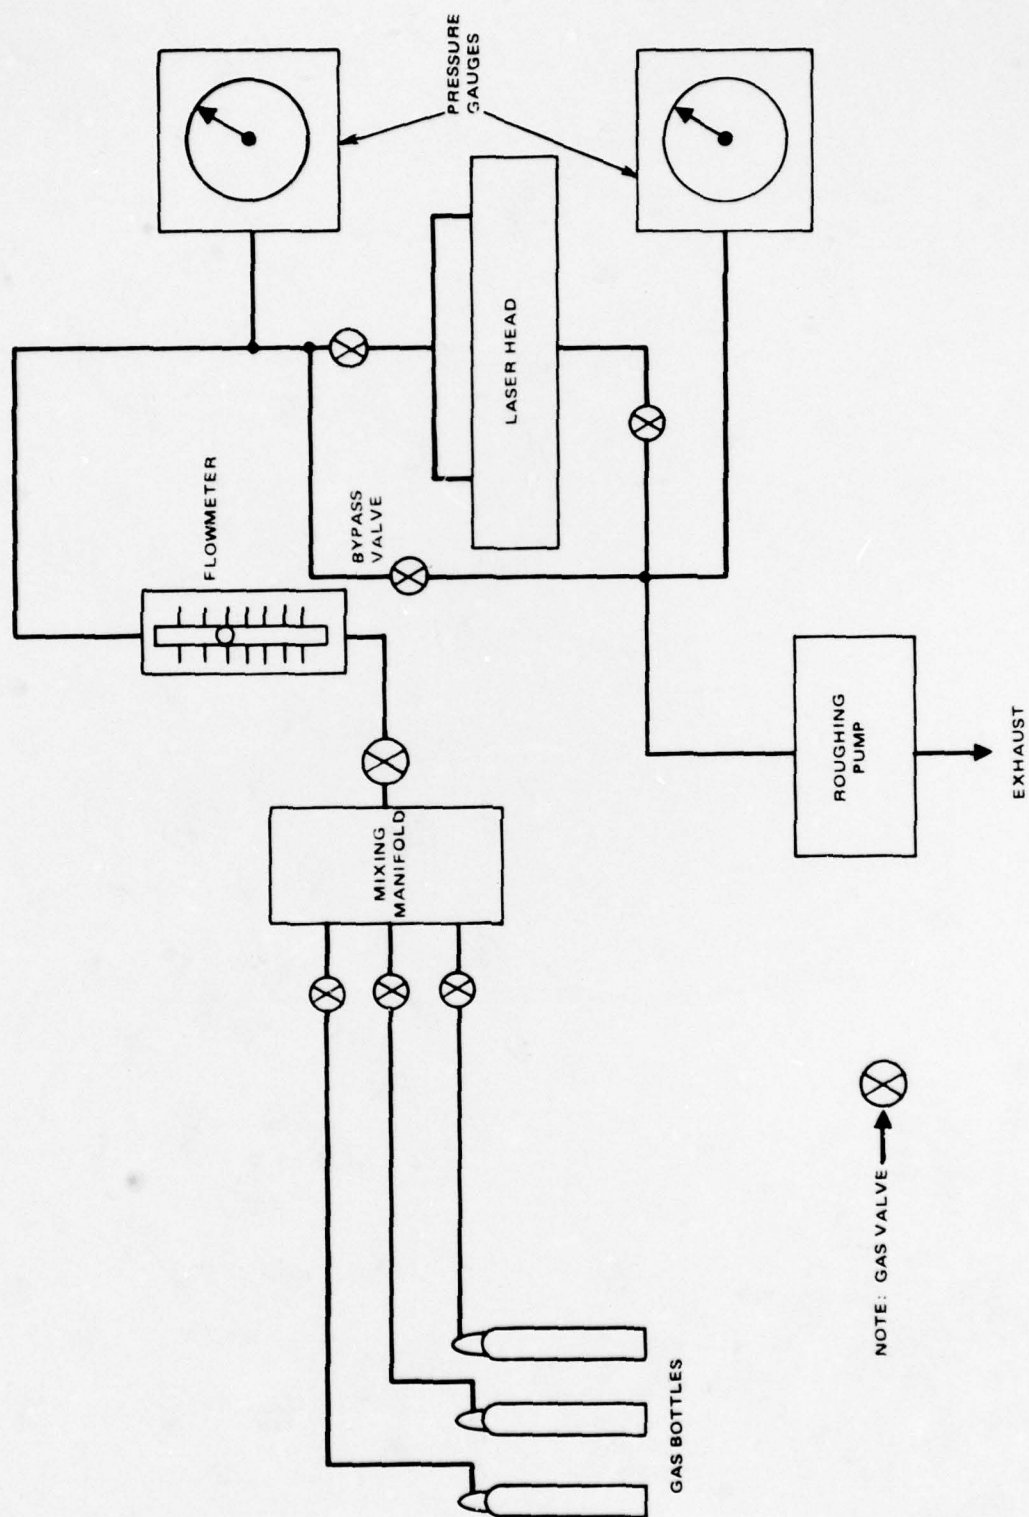 PRESSURE
GAUGES
LASER HEAD
FLOWMETER
BYPASS
VALVE
MIXING
MANIFOLD
ROUGHING
PUMP
EXHAUST
GAS BOTTLES
NOTE: GAS VALVE